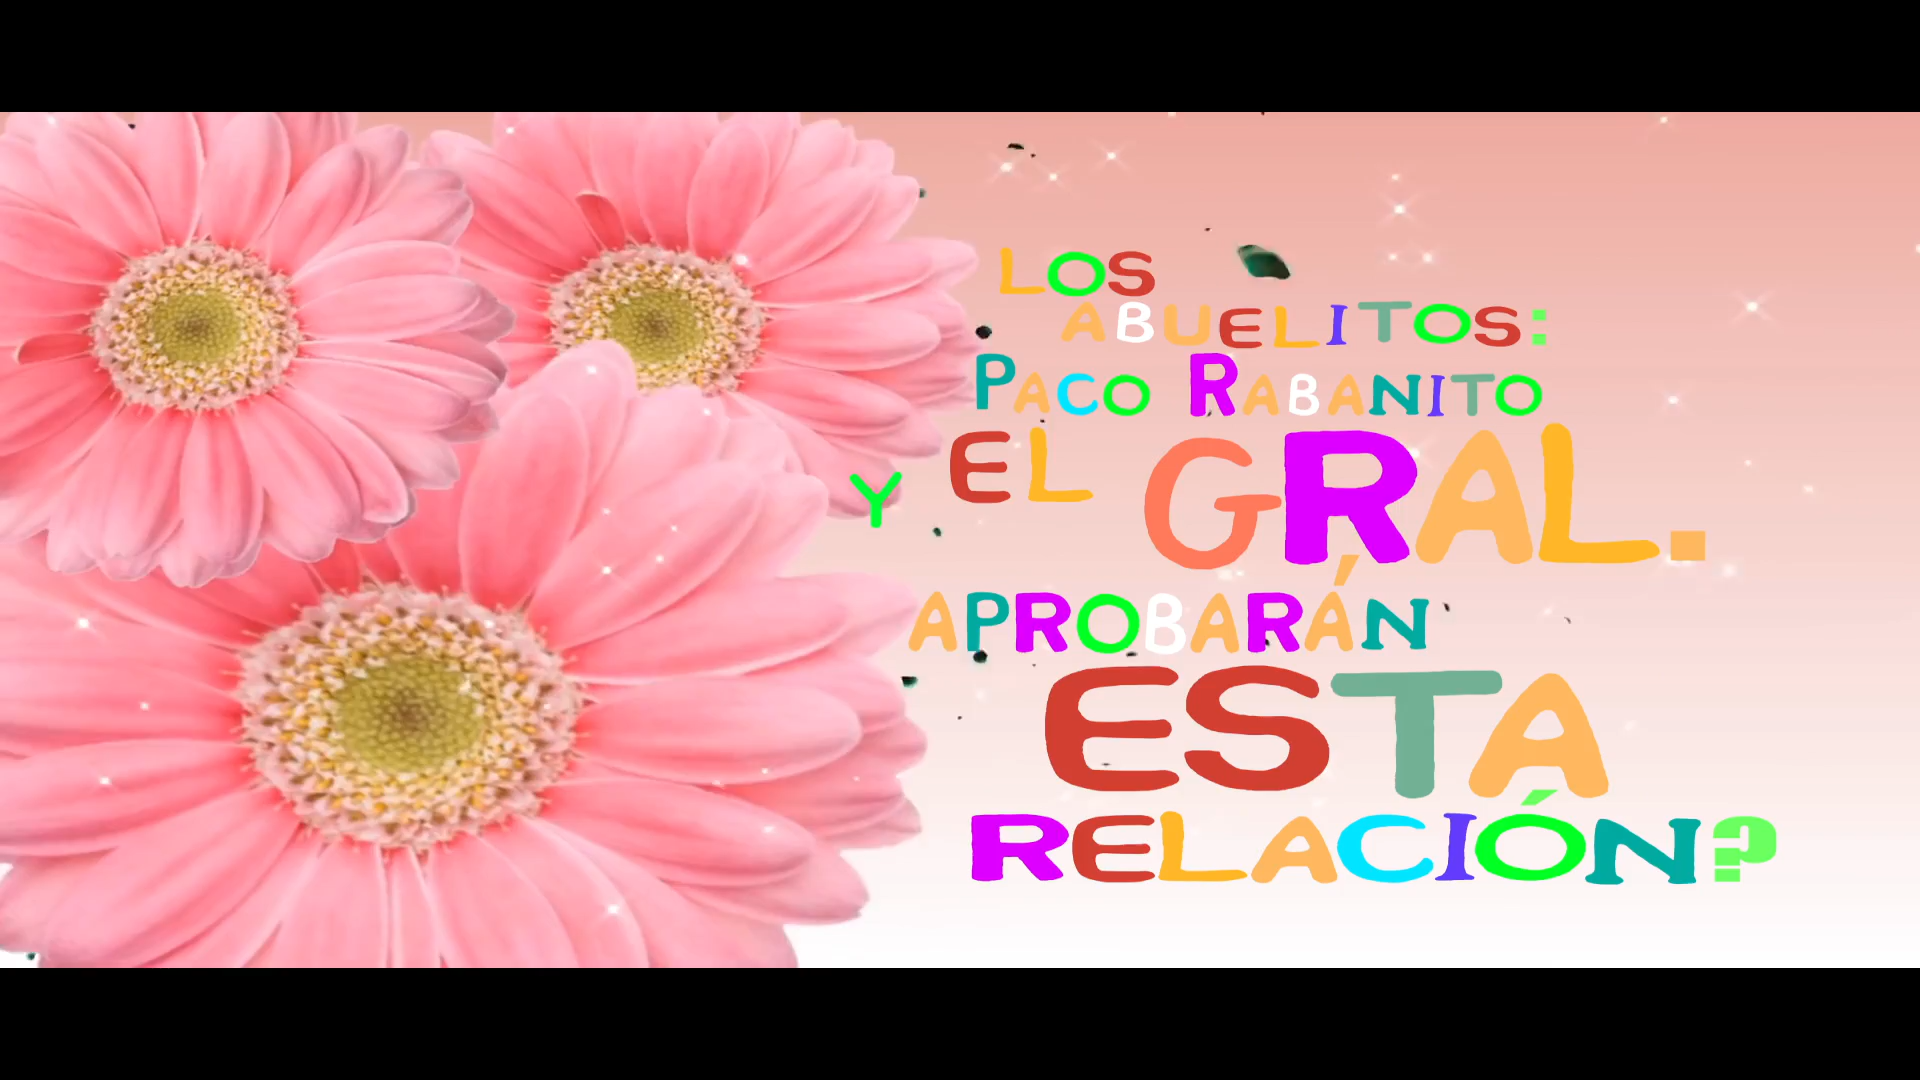 LOS
ABUELITOS:
PACO RABANITO
Y EL GRAL.
APROBARÁN
ESTA
RELACIÓN?